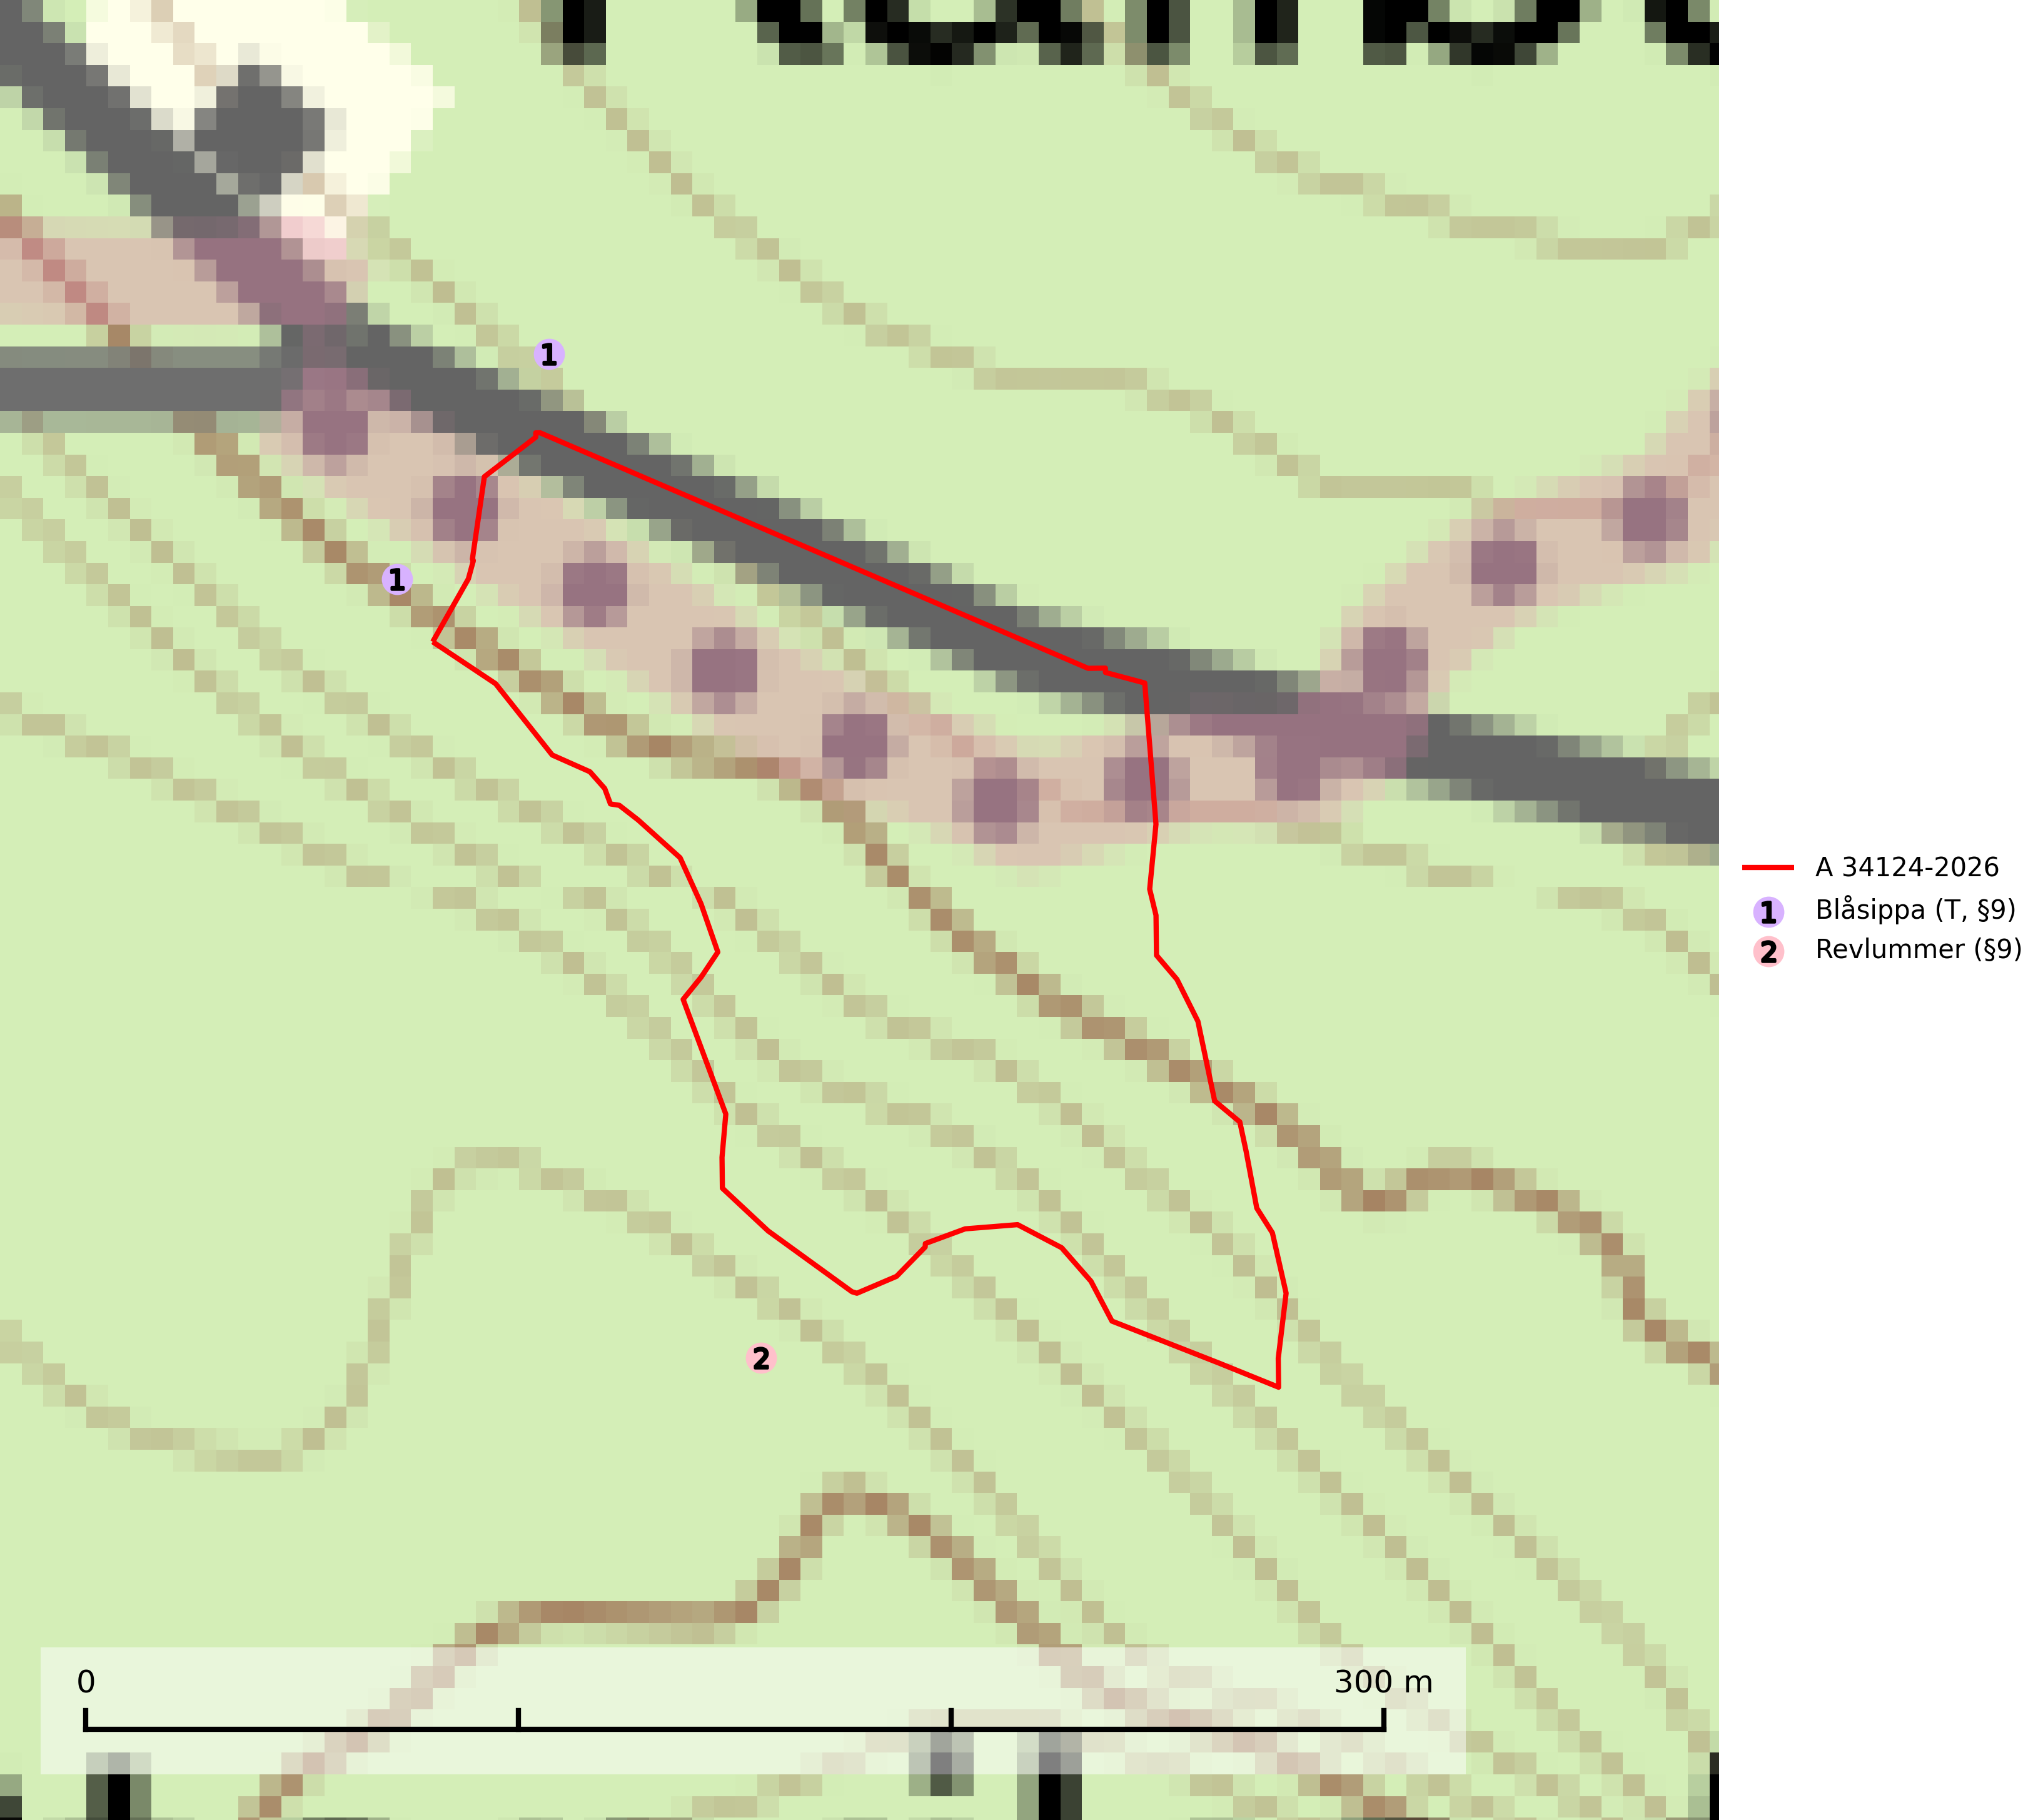 1
1
A 34124-2026
1 Blåsippa (T, §9)
2 Revlummer (§9)
2
0 300 m